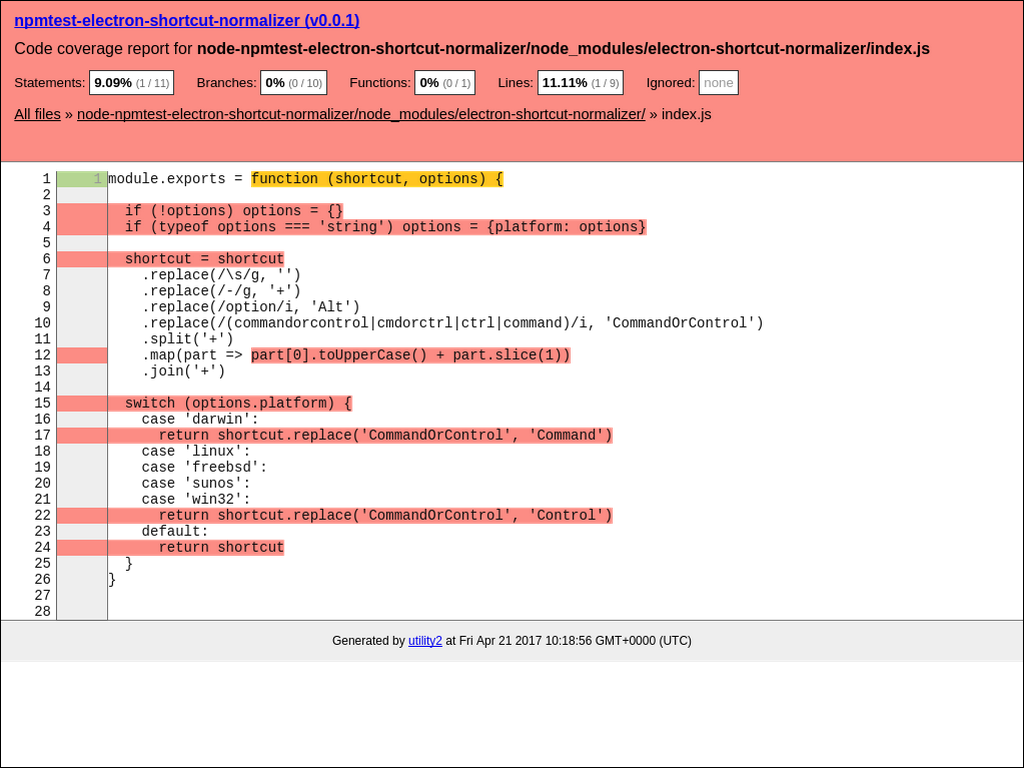 npmtest-electron-shortcut-normalizer (v0.0.1)
Code coverage report for node-npmtest-electron-shortcut-normalizer/node_modules/electron-shortcut-normalizer/index.js
Statements: 9.09% (1 / 11) Branches: 0% (0 / 10) Functions: 0% (0 / 1) Lines: 11.11% (1 / 9) Ignored: none
All files » node-npmtest-electron-shortcut-normalizer/node_modules/electron-shortcut-normalizer/ » index.js
1 1 module.exports = function (shortcut, options) {
2
3   if (!options) options = {}
4   if (typeof options === 'string') options = {platform: options}
5
6   shortcut = shortcut
7     .replace(/\s/g, '')
8     .replace(/-/g, '+')
9     .replace(/option/i, 'Alt')
10     .replace(/(commandorcontrol|cmdorctrl|ctrl|command)/i, 'CommandOrControl')
11     .split('+')
12     .map(part => part[0].toUpperCase() + part.slice(1))
13     .join('+')
14
15   switch (options.platform) {
16     case 'darwin':
17       return shortcut.replace('CommandOrControl', 'Command')
18     case 'linux':
19     case 'freebsd':
20     case 'sunos':
21     case 'win32':
22       return shortcut.replace('CommandOrControl', 'Control')
23     default:
24       return shortcut
25   }
26 }
27
28
Generated by utility2 at Fri Apr 21 2017 10:18:56 GMT+0000 (UTC)